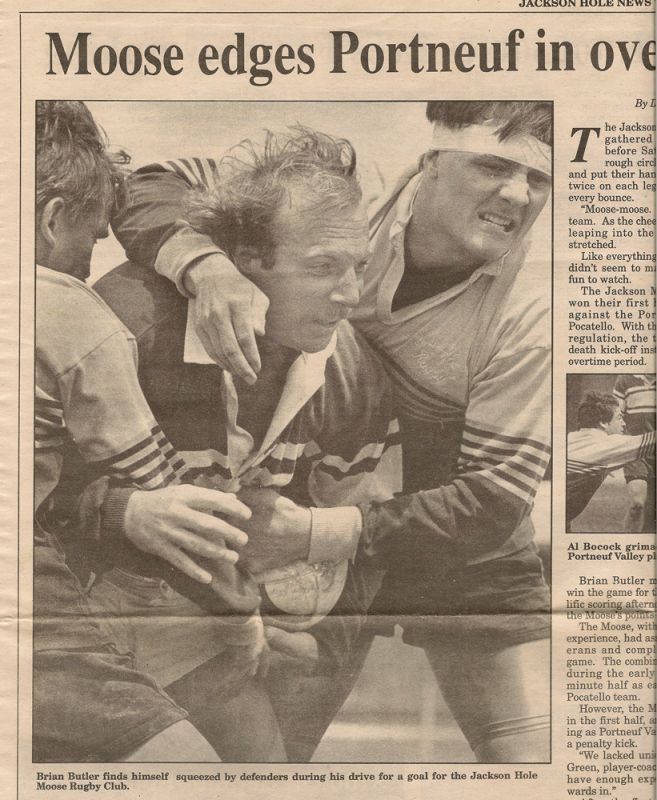 JACKSON HOLE NEWS
Moose edges Portneuf in ove
By
he Jackson
gathered
before Sat
rough circ
and put their han
twice on each leg
every bounce.
"Moose-moose.
team. As the chee
leaping into the
stretched.
Like everything
didn't seem to ma
fun to watch.
The Jackson M
won their first
against the Por
Pocatello. With th
regulation, the t
death kick-off inst
overtime period.
Al Bocock grima
Portneuf Valley pl
Brian Butler m
win the game for t
lific scoring aftern
the Moose's points
The Moose, with
experience, had as
erans and compl
game. The combin
during the early
minute half as ea
Pocatello team.
However, the M
in the first half, a
ing as Portneuf Va
a penalty kick.
"We lacked uni
Green, player-coac
have enough exp
wards in."
Brian Butler finds himself squeezed by defenders during his drive for a goal for the Jackson Hole
Moose Rugby Club.